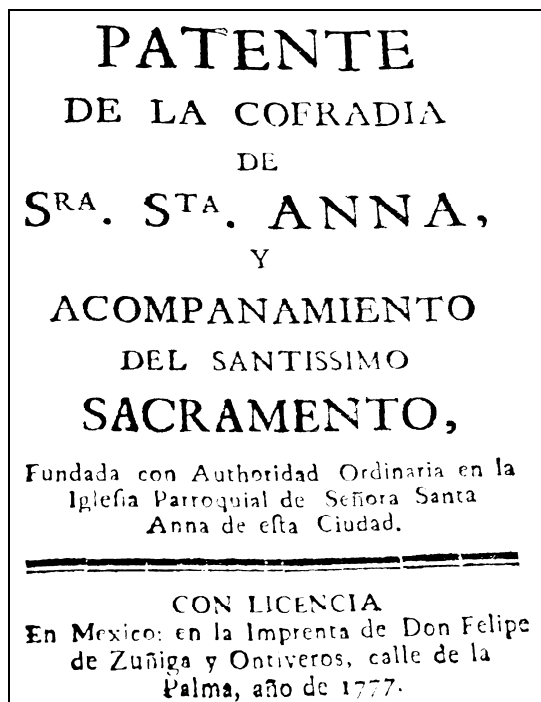 PATENTE
DE LA COFRADIA
DE
SRA. STA. ANNA,
Y
ACOMPANAMIENTO
DEL SANTISSIMO
SACRAMENTO,
Fundada con Authoridad Ordinaria en la
Igleſia Parroquial de Señora Santa
Anna de eſta Ciudad.
CON LICENCIA
En Mexico: en la Imprenta de Don Felipe
de Zuñiga y Ontiveros, calle de la
Palma, año de 1777.